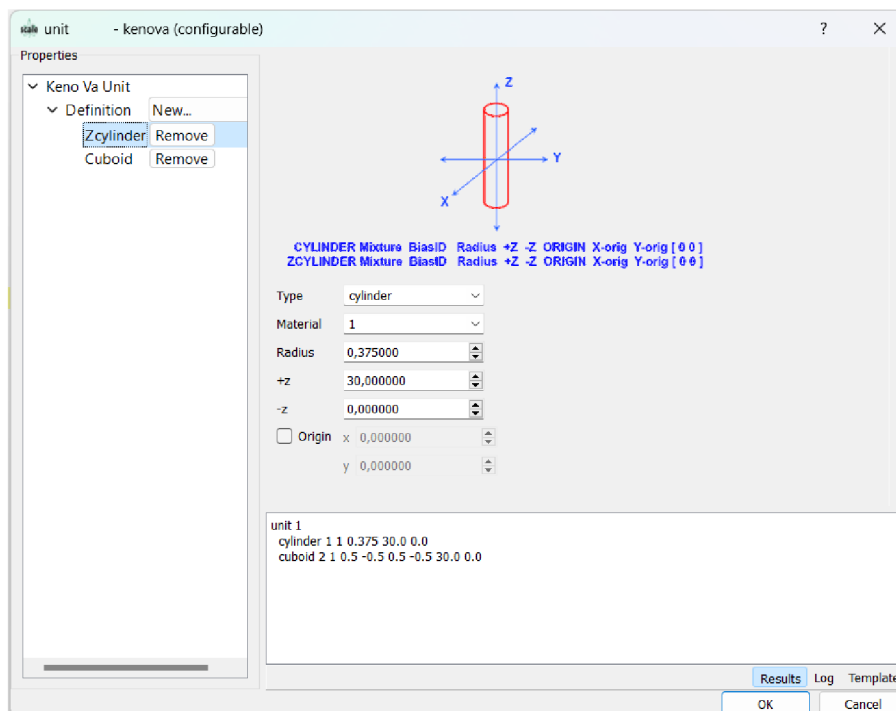 scale unit - kenova (configurable) ? ×
Properties
Keno Va Unit
Definition New...
Zcylinder Remove
Cuboid Remove
Z
Y
X
CYLINDER Mixture BiasID Radius +Z -Z ORIGIN X-orig Y-orig [ 0 0 ]
ZCYLINDER Mixture BiasID Radius +Z -Z ORIGIN X-orig Y-orig [ 0 0 ]
Type cylinder
Material 1
Radius 0,375000
+z 30,000000
-z 0,000000
Origin x 0,000000
y 0,000000
unit 1
cylinder 1 1 0.375 30.0 0.0
cuboid 2 1 0.5 -0.5 0.5 -0.5 30.0 0.0
Results Log Template
OK Cancel